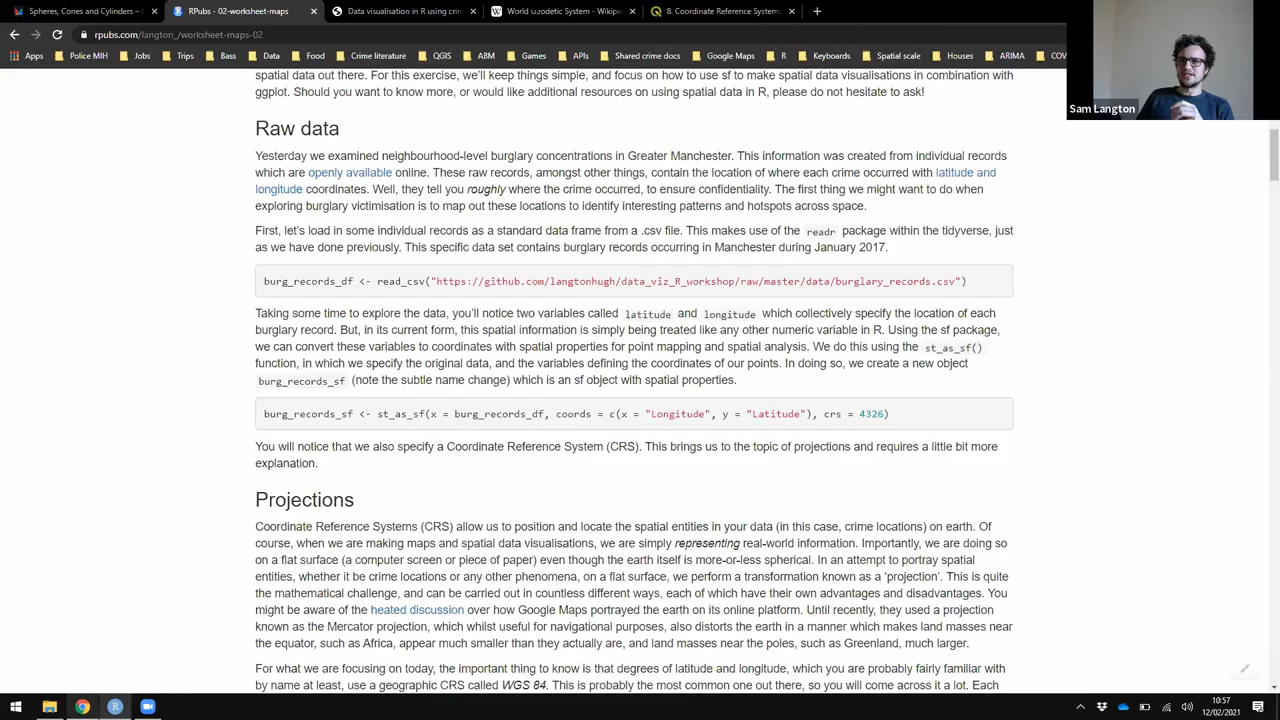 Spheres, Cones and Cylinders –
RPubs - 02-worksheet-maps
Data visualisation in R using crim
World Geodetic System - Wikipe
8. Coordinate Reference Systems
rpubs.com/langton_/worksheet-maps-02
Apps Police MIH Jobs Trips Bass Data Food Crime literature QGIS ABM Games APIs Shared crime docs Google Maps R Keyboards Spatial scale Houses ARIMA COV
Sam Langton
spatial data out there. For this exercise, we'll keep things simple, and focus on how to use sf to make spatial data visualisations in combination with
ggplot. Should you want to know more, or would like additional resources on using spatial data in R, please do not hesitate to ask!
Raw data
Yesterday we examined neighbourhood-level burglary concentrations in Greater Manchester. This information was created from individual records
which are openly available online. These raw records, amongst other things, contain the location of where each crime occurred with latitude and
longitude coordinates. Well, they tell you roughly where the crime occurred, to ensure confidentiality. The first thing we might want to do when
exploring burglary victimisation is to map out these locations to identify interesting patterns and hotspots across space.
First, let's load in some individual records as a standard data frame from a .csv file. This makes use of the readr package within the tidyverse, just
as we have done previously. This specific data set contains burglary records occurring in Manchester during January 2017.
burg_records_df <- read_csv("https://github.com/langtonhugh/data_viz_R_workshop/raw/master/data/burglary_records.csv")
Taking some time to explore the data, you'll notice two variables called latitude and longitude which collectively specify the location of each
burglary record. But, in its current form, this spatial information is simply being treated like any other numeric variable in R. Using the sf package,
we can convert these variables to coordinates with spatial properties for point mapping and spatial analysis. We do this using the st_as_sf()
function, in which we specify the original data, and the variables defining the coordinates of our points. In doing so, we create a new object
burg_records_sf (note the subtle name change) which is an sf object with spatial properties.
burg_records_sf <- st_as_sf(x = burg_records_df, coords = c(x = "Longitude", y = "Latitude"), crs = 4326)
You will notice that we also specify a Coordinate Reference System (CRS). This brings us to the topic of projections and requires a little bit more
explanation.
Projections
Coordinate Reference Systems (CRS) allow us to position and locate the spatial entities in your data (in this case, crime locations) on earth. Of
course, when we are making maps and spatial data visualisations, we are simply representing real-world information. Importantly, we are doing so
on a flat surface (a computer screen or piece of paper) even though the earth itself is more-or-less spherical. In an attempt to portray spatial
entities, whether it be crime locations or any other phenomena, on a flat surface, we perform a transformation known as a 'projection'. This is quite
the mathematical challenge, and can be carried out in countless different ways, each of which have their own advantages and disadvantages. You
might be aware of the heated discussion over how Google Maps portrayed the earth on its online platform. Until recently, they used a projection
known as the Mercator projection, which whilst useful for navigational purposes, also distorts the earth in a manner which makes land masses near
the equator, such as Africa, appear much smaller than they actually are, and land masses near the poles, such as Greenland, much larger.
For what we are focusing on today, the important thing to know is that degrees of latitude and longitude, which you are probably fairly familiar with
by name at least, use a geographic CRS called WGS 84. This is probably the most common one out there, so you will come across it a lot. Each
10:57
12/02/2021